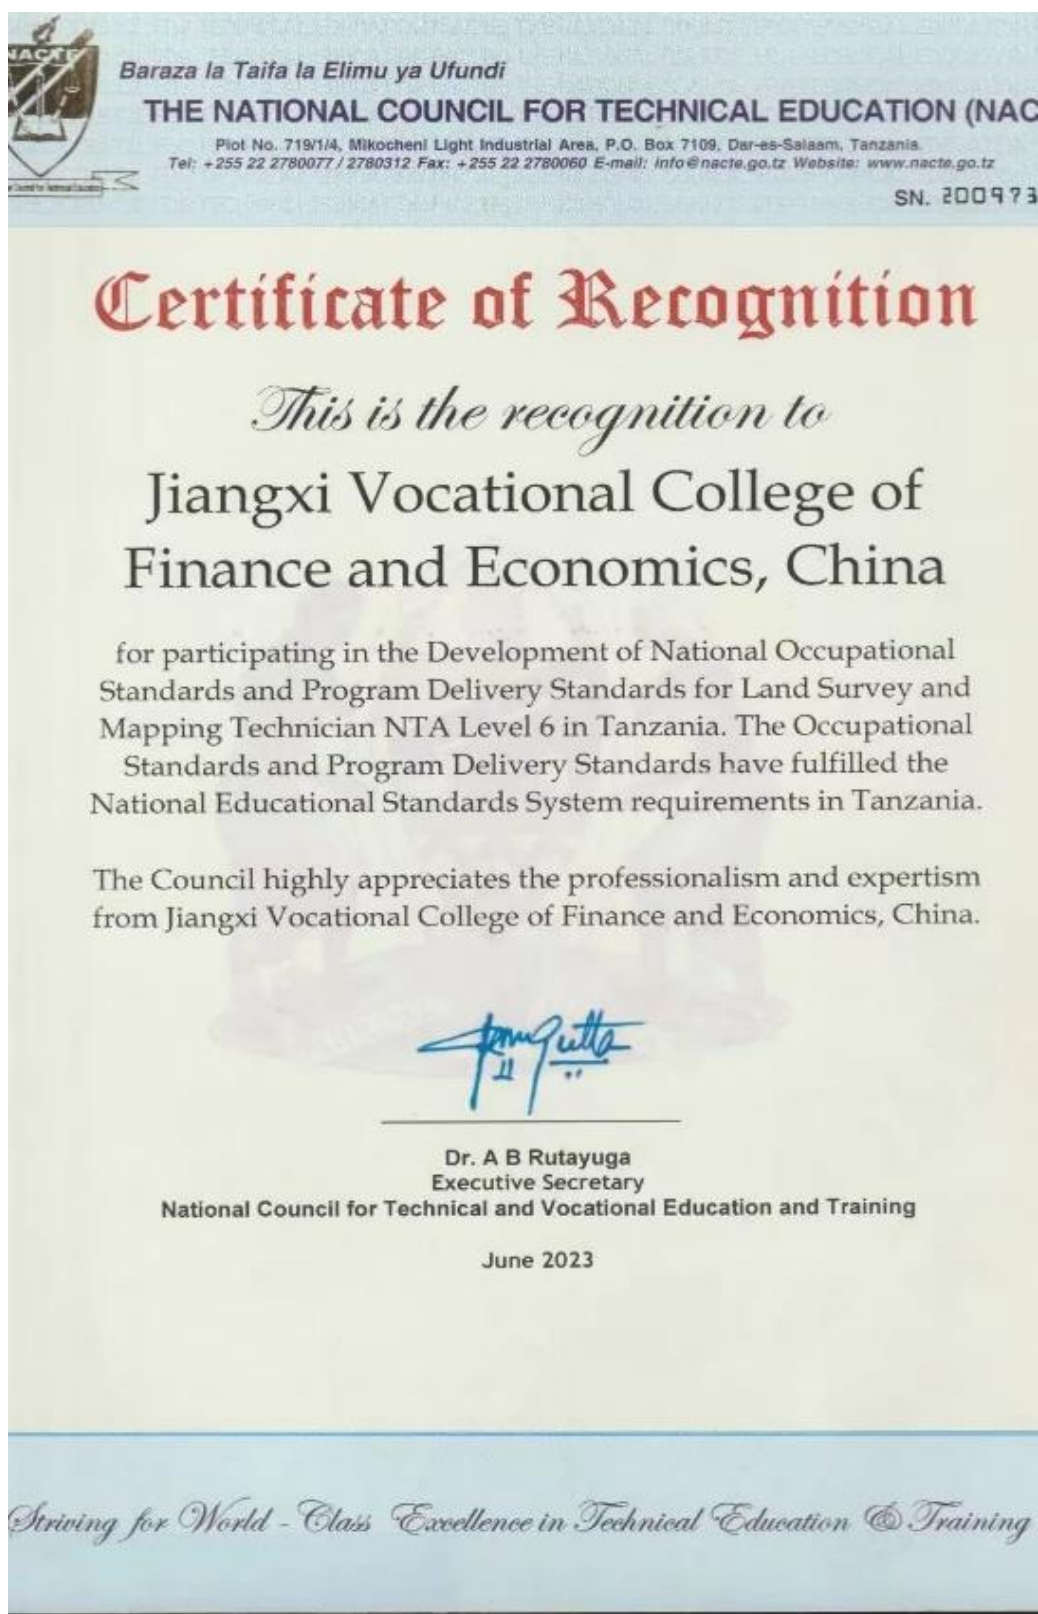 NACTE
Baraza la Taifa la Elimu ya Ufundi
THE NATIONAL COUNCIL FOR TECHNICAL EDUCATION (NAC
Plot No. 719/1/4, Mikocheni Light Industrial Area, P.O. Box 7109, Dar-es-Salaam, Tanzania.
Tel: +255 22 2780077 / 2780312 Fax: +255 22 2780060 E-mail: info@nacte.go.tz Website: www.nacte.go.tz
SN. 200973
Certificate of Recognition
This is the recognition to
Jiangxi Vocational College of
Finance and Economics, China
for participating in the Development of National Occupational
Standards and Program Delivery Standards for Land Survey and
Mapping Technician NTA Level 6 in Tanzania. The Occupational
Standards and Program Delivery Standards have fulfilled the
National Educational Standards System requirements in Tanzania.
The Council highly appreciates the professionalism and expertism
from Jiangxi Vocational College of Finance and Economics, China.
Dr. A B Rutayuga
Executive Secretary
National Council for Technical and Vocational Education and Training
June 2023
Striving for World - Class Excellence in Technical Education & Training